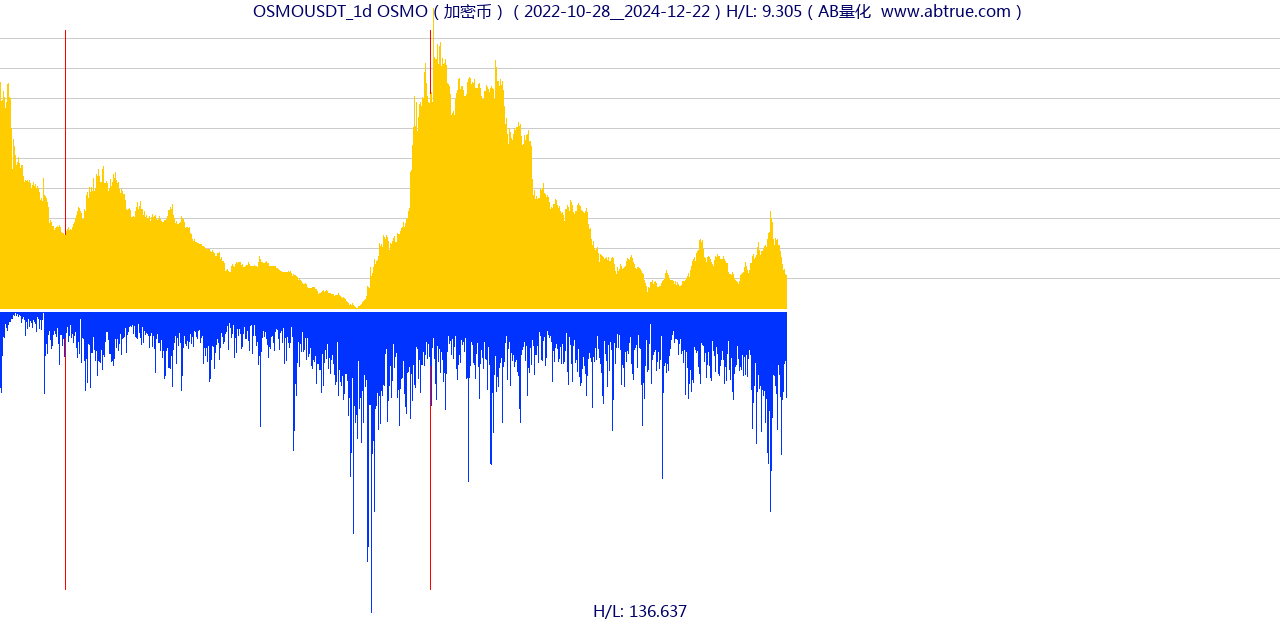 OSMOUSDT_1d OSMO（加密币）（2022-10-28__2024-12-22）H/L: 9.305（AB量化  www.abtrue.com）
H/L: 136.637